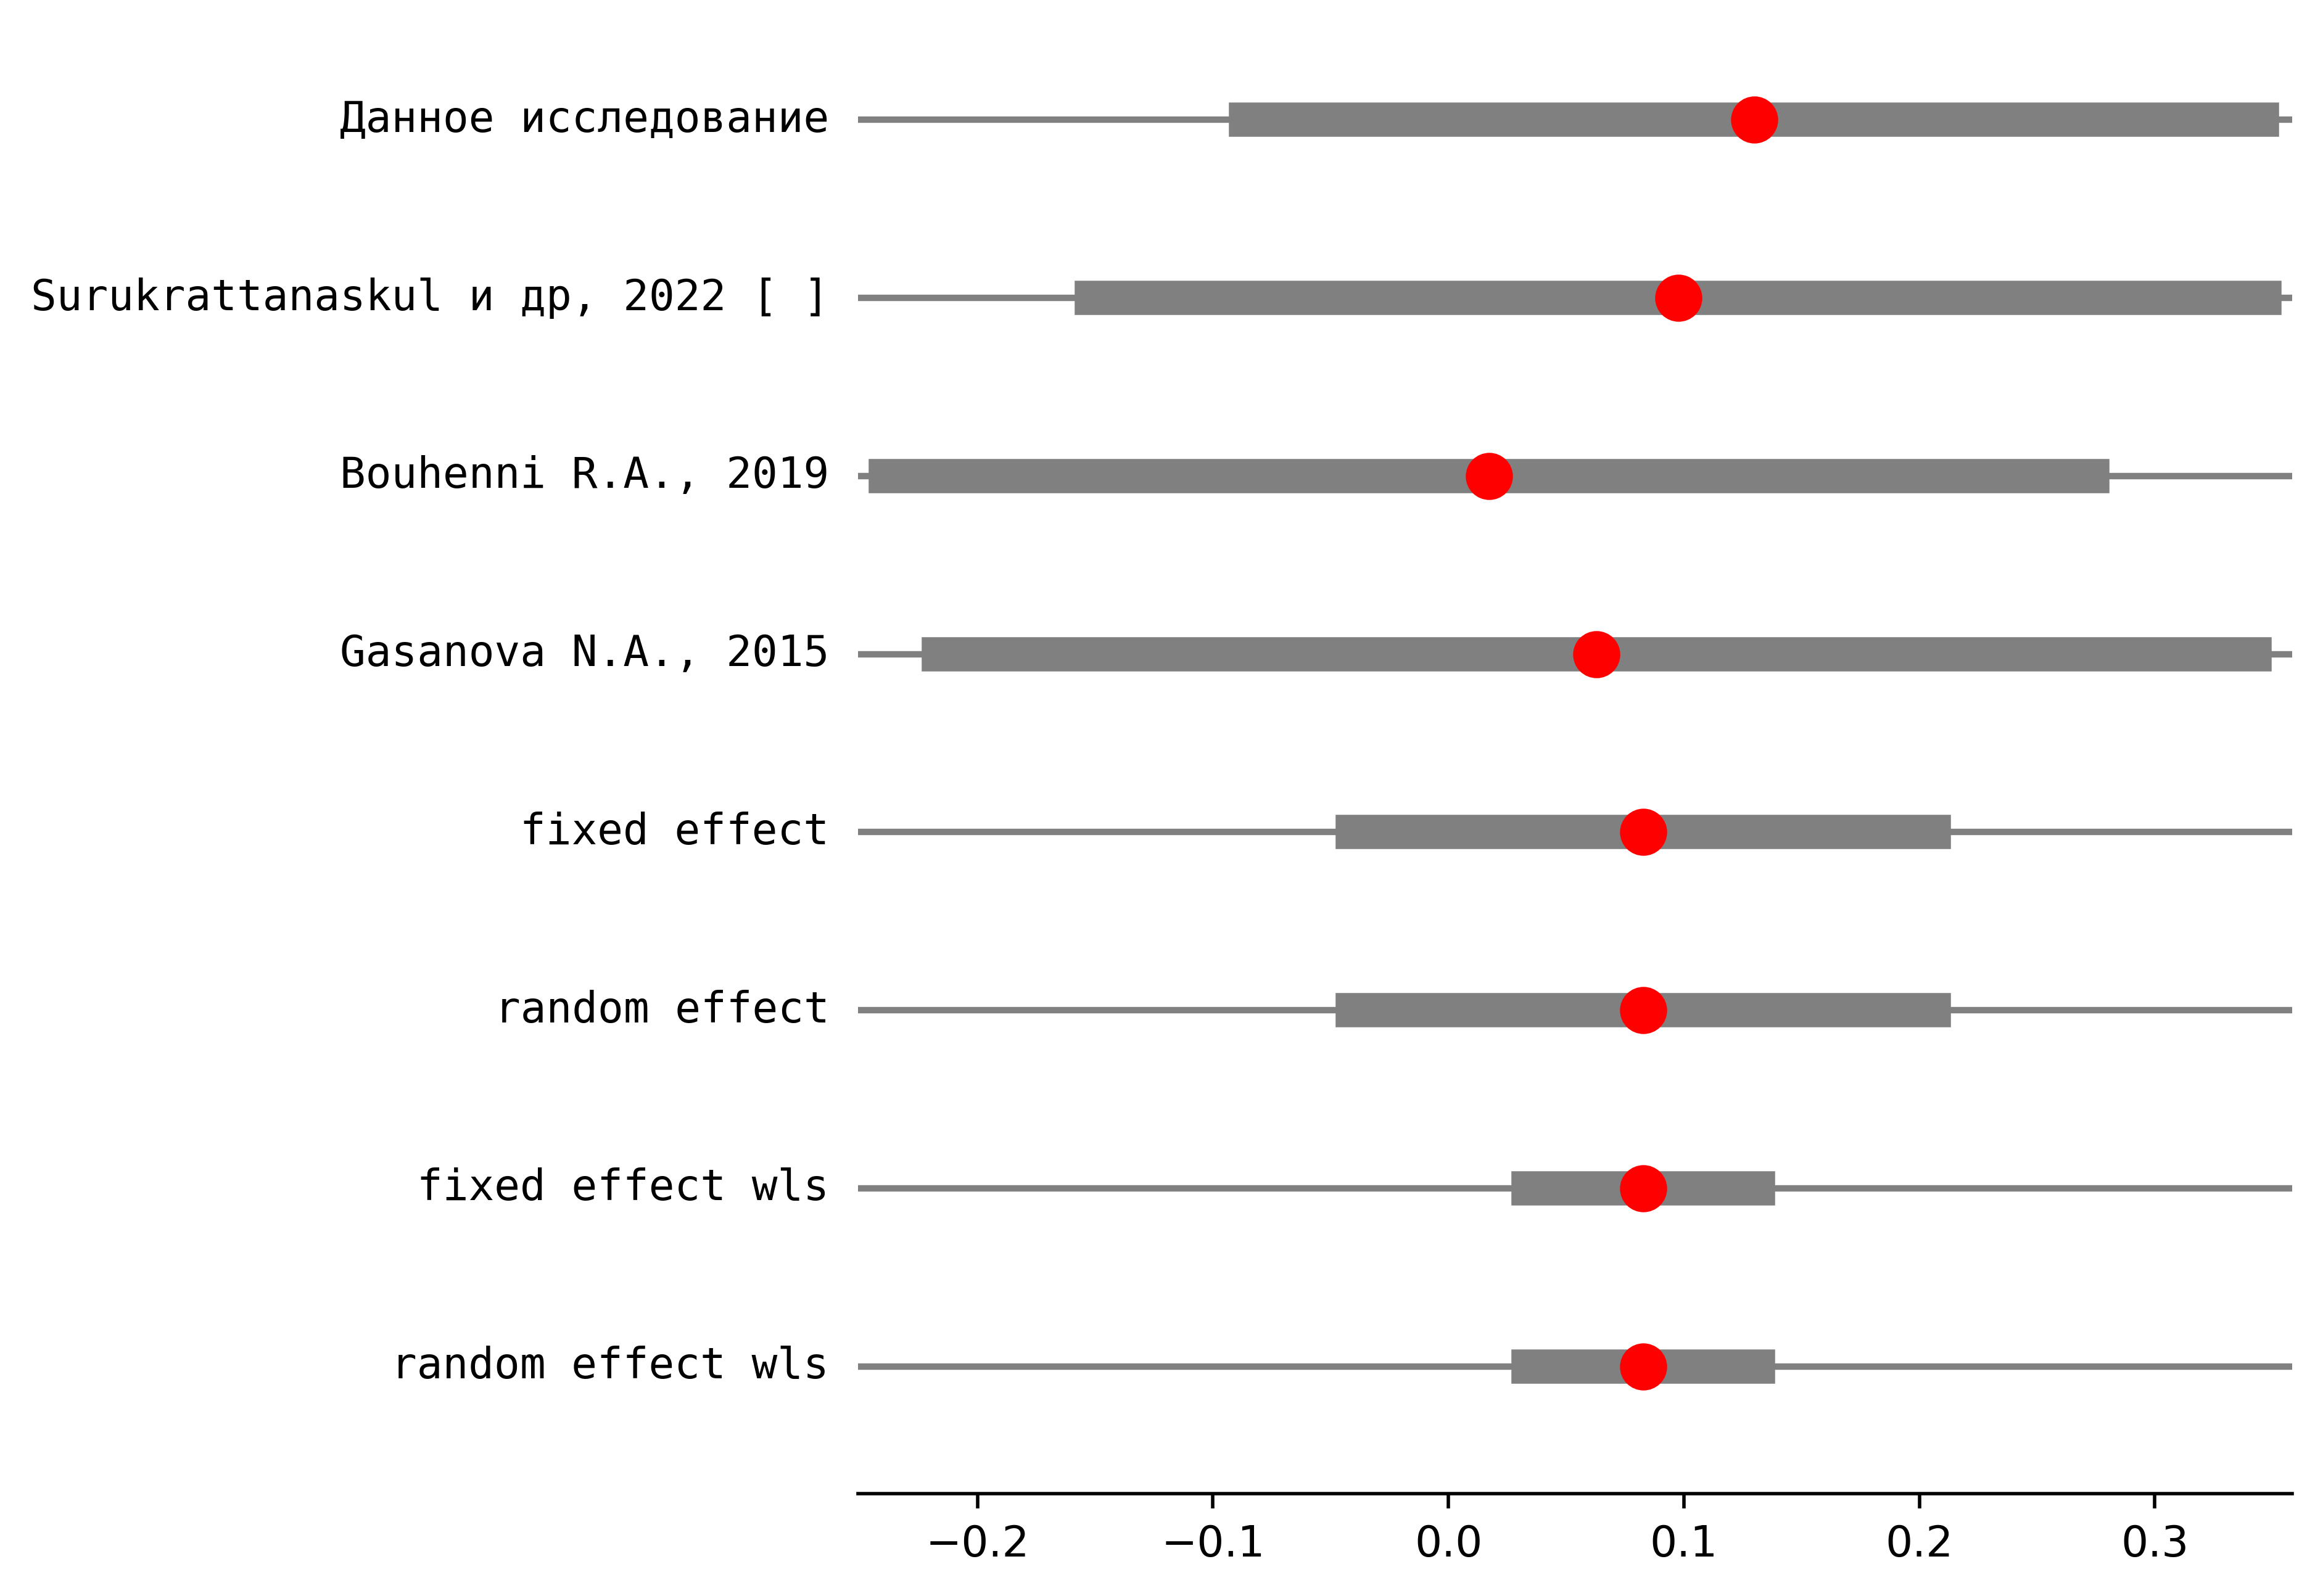 Данное исследование
Surukrattanaskul и др, 2022 [ ]
Bouhenni R.A., 2019
Gasanova N.A., 2015
fixed effect
random effect
fixed effect wls
random effect wls
−0.2 −0.1 0.0 0.1 0.2 0.3